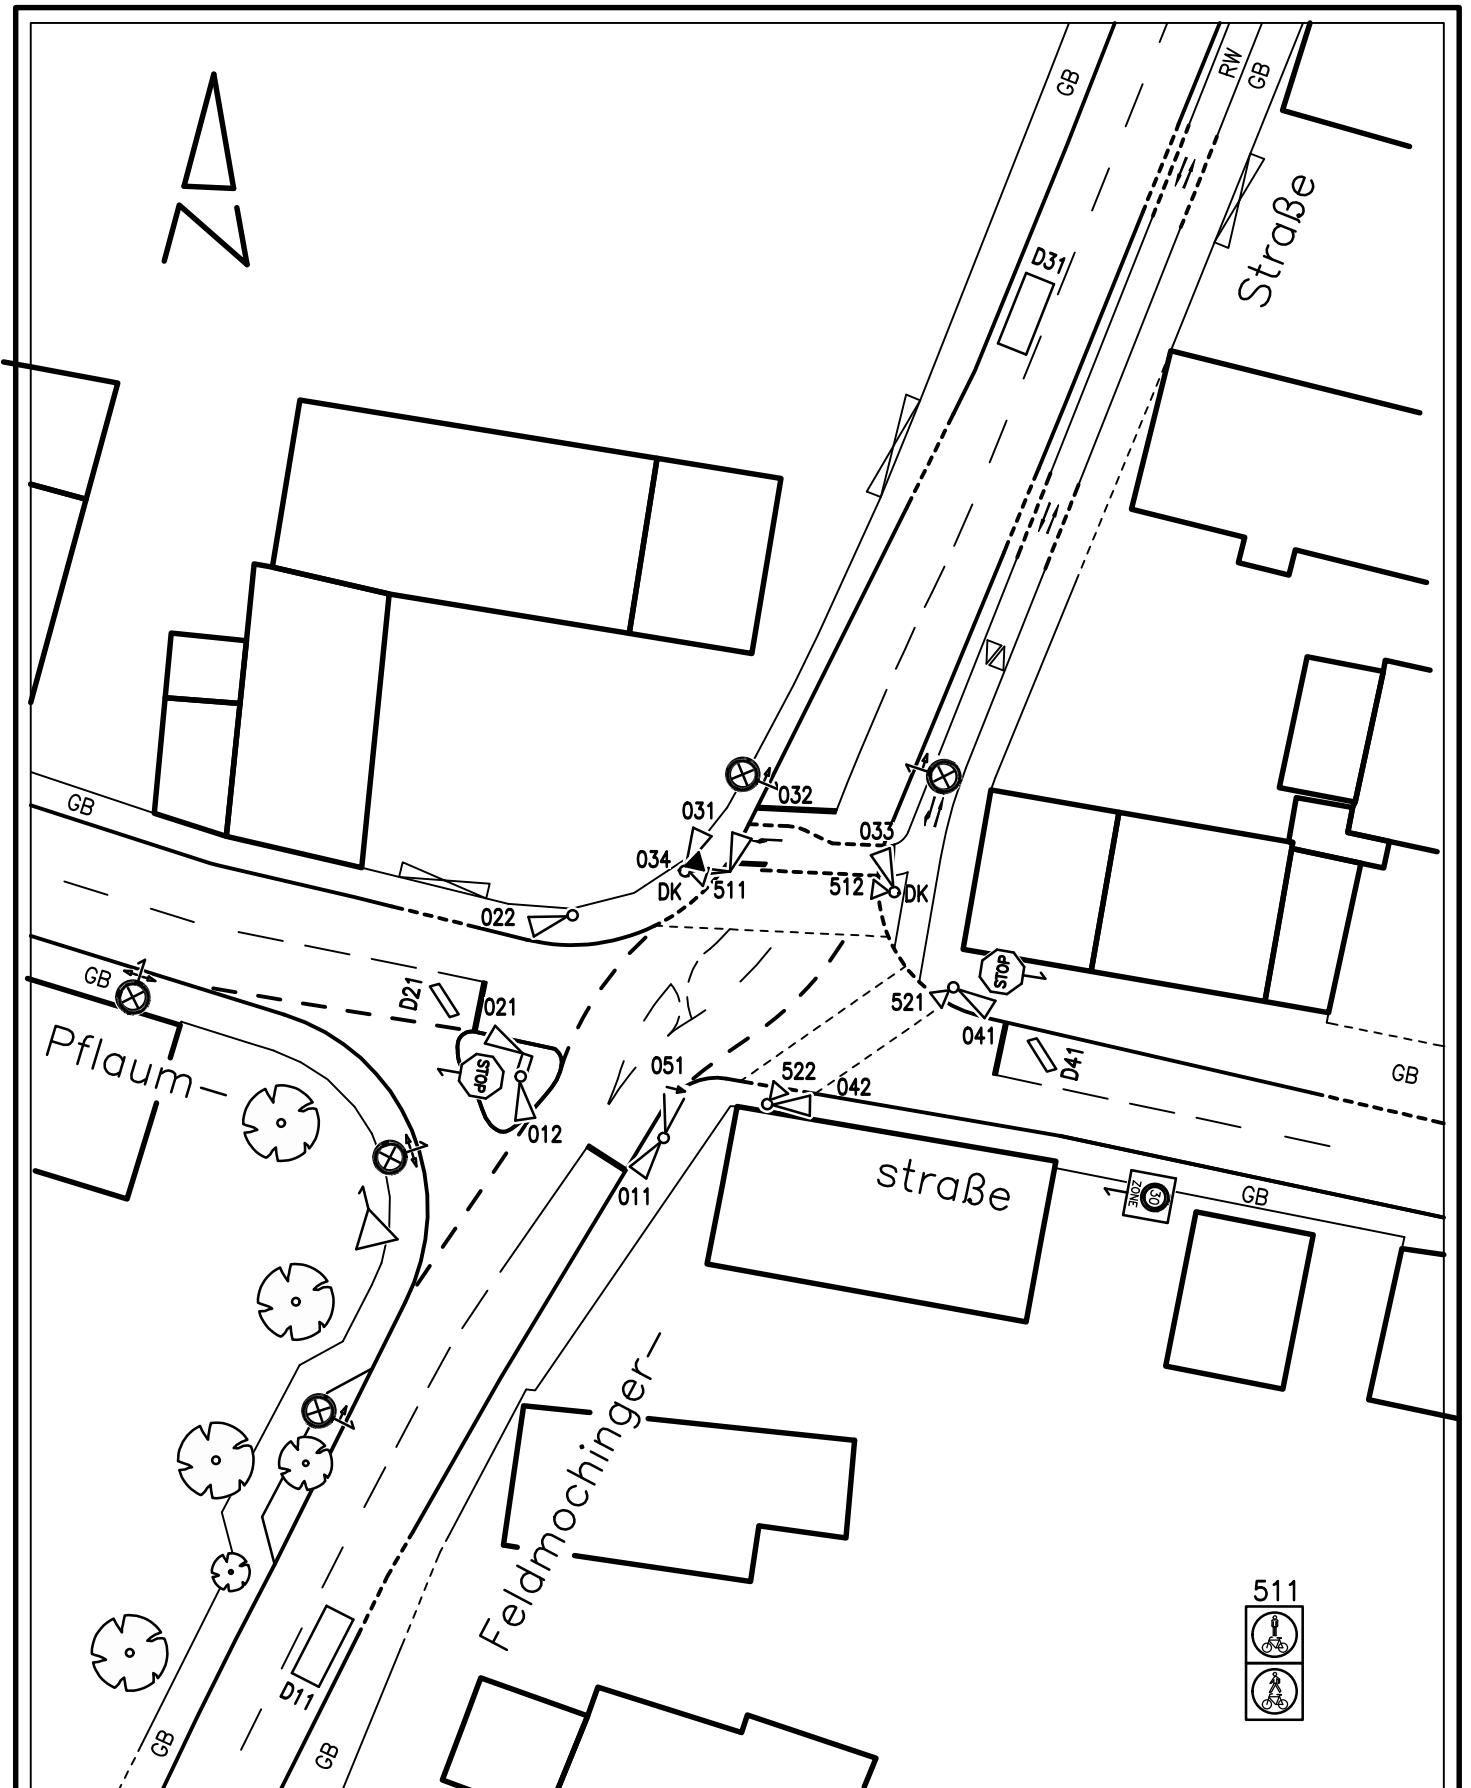 RW
GB
GB
N
Straße
D31
031
032
033
034
DK
511
512
DK
GB
022
GB
D21
021
STOP
521
041
D41
GB
Pflaum–
STOP
012
051
522
042
011
straße
30
ZONE
GB
Feldmochinger–
D11
GB
GB
511